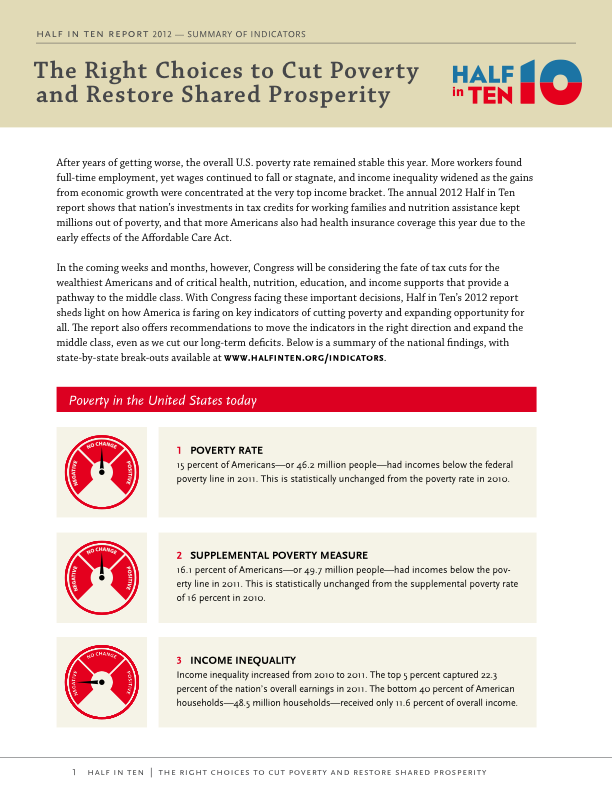 HALF IN TEN REPORT 2012 — SUMMARY OF INDICATORS
The Right Choices to Cut Poverty
and Restore Shared Prosperity
HALF
in TEN
10
After years of getting worse, the overall U.S. poverty rate remained stable this year. More workers found
full-time employment, yet wages continued to fall or stagnate, and income inequality widened as the gains
from economic growth were concentrated at the very top income bracket. The annual 2012 Half in Ten
report shows that nation's investments in tax credits for working families and nutrition assistance kept
millions out of poverty, and that more Americans also had health insurance coverage this year due to the
early effects of the Affordable Care Act.
In the coming weeks and months, however, Congress will be considering the fate of tax cuts for the
wealthiest Americans and of critical health, nutrition, education, and income supports that provide a
pathway to the middle class. With Congress facing these important decisions, Half in Ten's 2012 report
sheds light on how America is faring on key indicators of cutting poverty and expanding opportunity for
all. The report also offers recommendations to move the indicators in the right direction and expand the
middle class, even as we cut our long-term deficits. Below is a summary of the national findings, with
state-by-state break-outs available at WWW.HALFINTEN.ORG/INDICATORS.
Poverty in the United States today
NEGATIVE NO CHANGE POSITIVE
1 POVERTY RATE
15 percent of Americans—or 46.2 million people—had incomes below the federal
poverty line in 2011. This is statistically unchanged from the poverty rate in 2010.
NEGATIVE NO CHANGE POSITIVE
2 SUPPLEMENTAL POVERTY MEASURE
16.1 percent of Americans—or 49.7 million people—had incomes below the pov-
erty line in 2011. This is statistically unchanged from the supplemental poverty rate
of 16 percent in 2010.
NEGATIVE NO CHANGE POSITIVE
3 INCOME INEQUALITY
Income inequality increased from 2010 to 2011. The top 5 percent captured 22.3
percent of the nation's overall earnings in 2011. The bottom 40 percent of American
households—48.5 million households—received only 11.6 percent of overall income.
1 HALF IN TEN | THE RIGHT CHOICES TO CUT POVERTY AND RESTORE SHARED PROSPERITY